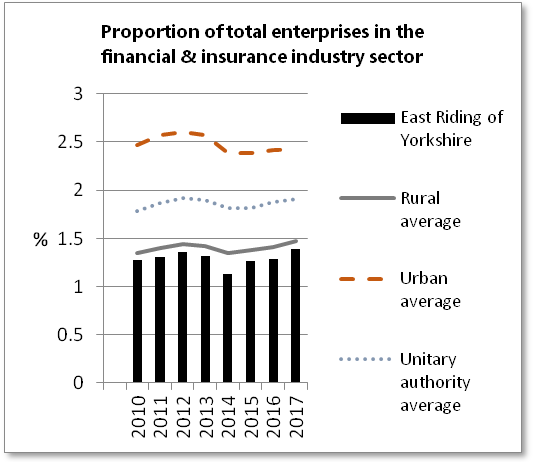 Proportion of total enterprises in the
financial & insurance industry sector
3
2.5
2
1.5
1
0.5
0
%
2010
2011
2012
2013
2014
2015
2016
2017
East Riding of
Yorkshire
Rural
average
Urban
average
Unitary
authority
average